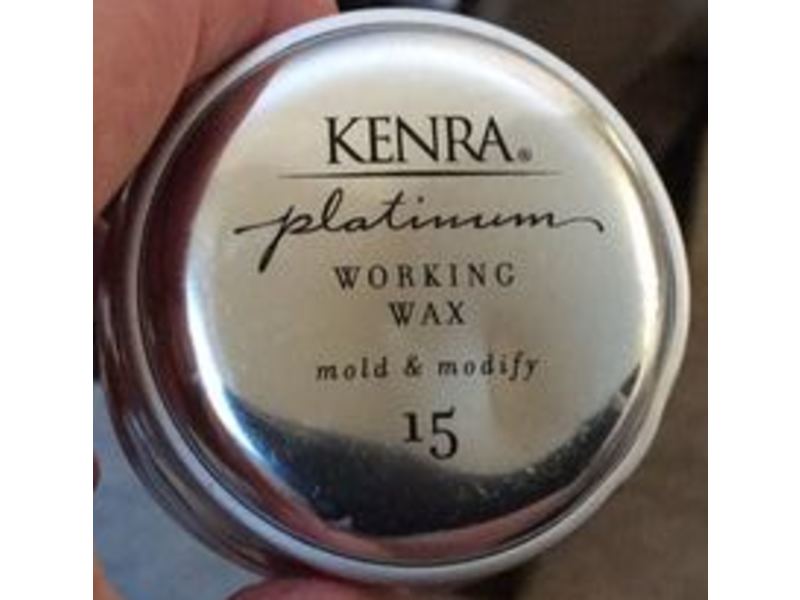 KENRA®
platinum
WORKING
WAX
mold & modify
15